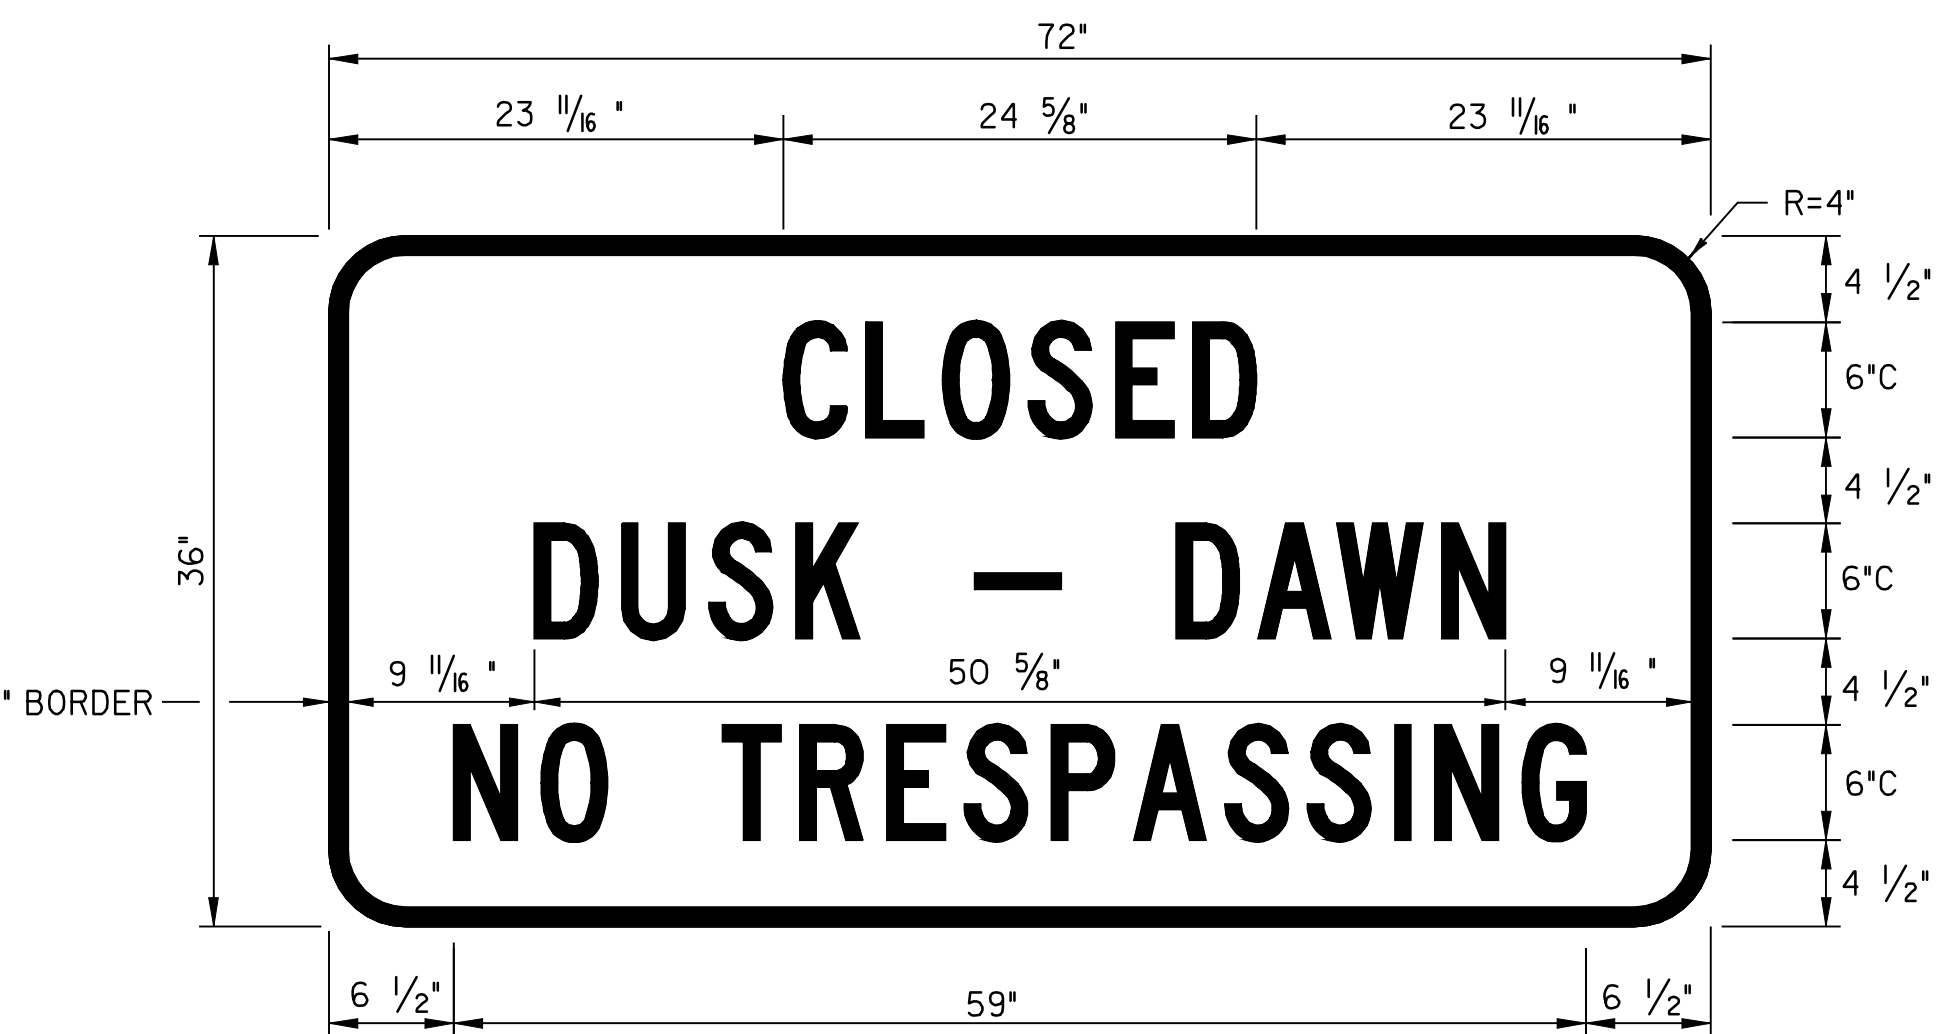 72"
23 11/16 " 24 5/8" 23 11/16 "
R=4"
4 1/2"
CLOSED
6"C
4 1/2"
36"
DUSK — DAWN
6"C
9 11/16 " 50 5/8" 9 11/16 "
" BORDER
4 1/2"
NO TRESPASSING
6"C
4 1/2"
6 1/2" 59" 6 1/2"